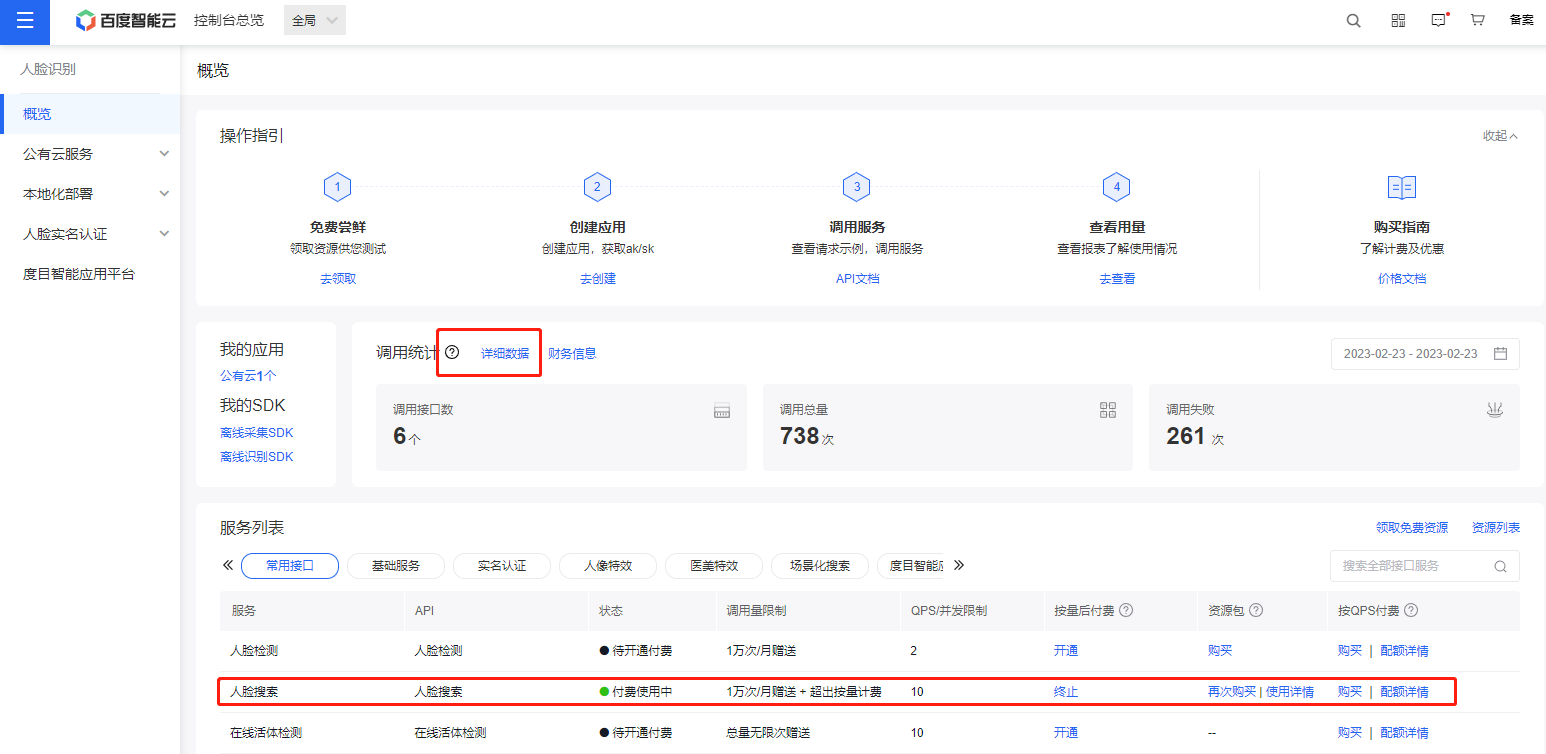 百度智能云 控制台总览 全局 备案
人脸识别
概览
公有云服务
本地化部署
人脸实名认证
度目智能应用平台
概览
操作指引 收起
1 2 3 4
免费尝鲜 创建应用 调用服务 查看用量 购买指南
领取资源供您测试 创建应用，获取ak/sk 查看请求示例，调用服务 查看报表了解使用情况 了解计费及优惠
去领取 去创建 API文档 去查看 价格文档
我的应用
公有云1个
我的SDK
离线采集SDK
离线识别SDK
调用统计 ? 详细数据 财务信息 2023-02-23 - 2023-02-23
调用接口数 调用总量 调用失败
6个 738次 261 次
服务列表 领取免费资源 资源列表
« 常用接口 基础服务 实名认证 人像特效 医美特效 场景化搜索 度目智能应 » 搜索全部接口服务
服务 API 状态 调用量限制 QPS/并发限制 按量后付费 ? 资源包 ? 按QPS付费 ?
人脸检测 人脸检测 待开通付费 1万次/月赠送 2 开通 购买 购买 | 配额详情
人脸搜索 人脸搜索 付费使用中 1万次/月赠送 + 超出按量计费 10 终止 再次购买 | 使用详情 购买 | 配额详情
在线活体检测 在线活体检测 待开通付费 总量无限次赠送 10 开通 -- 购买 | 配额详情